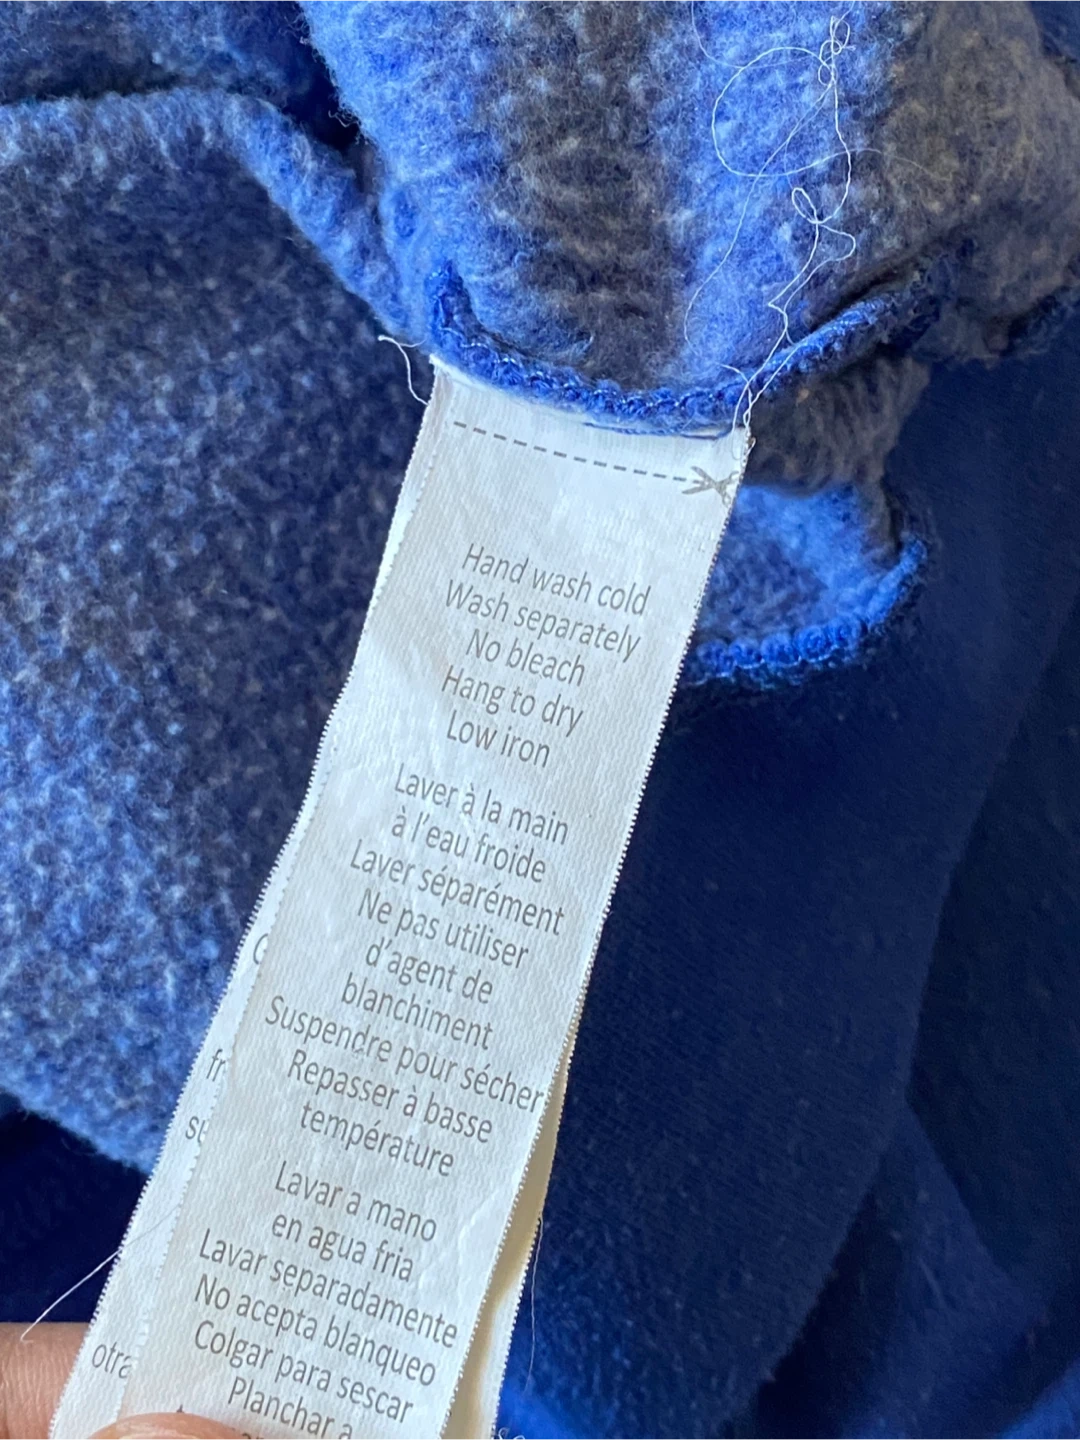 Hand wash cold
Wash separately
No bleach
Hang to dry
Low iron
Laver à la main
à l'eau froide
Laver séparément
Ne pas utiliser
d'agent de
blanchiment
Suspendre pour sécher
Repasser à basse
température
Lavar a mano
en agua fria
Lavar separadamente
No acepta blanqueo
Colgar para sescar
Planchar a
otra